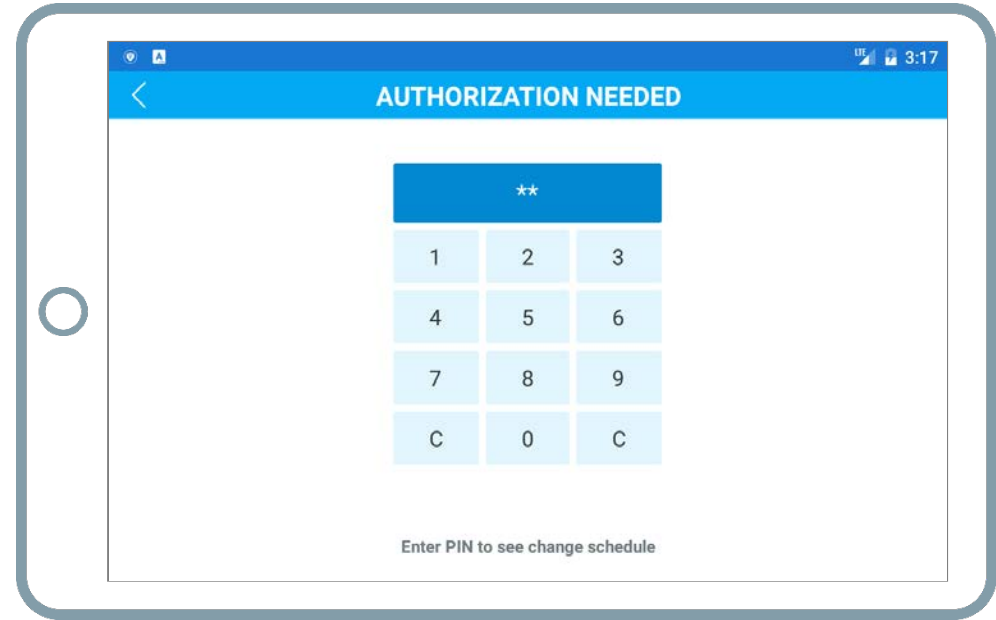 LTE 3:17
AUTHORIZATION NEEDED
**
1 2 3
4 5 6
7 8 9
C 0 C
Enter PIN to see change schedule